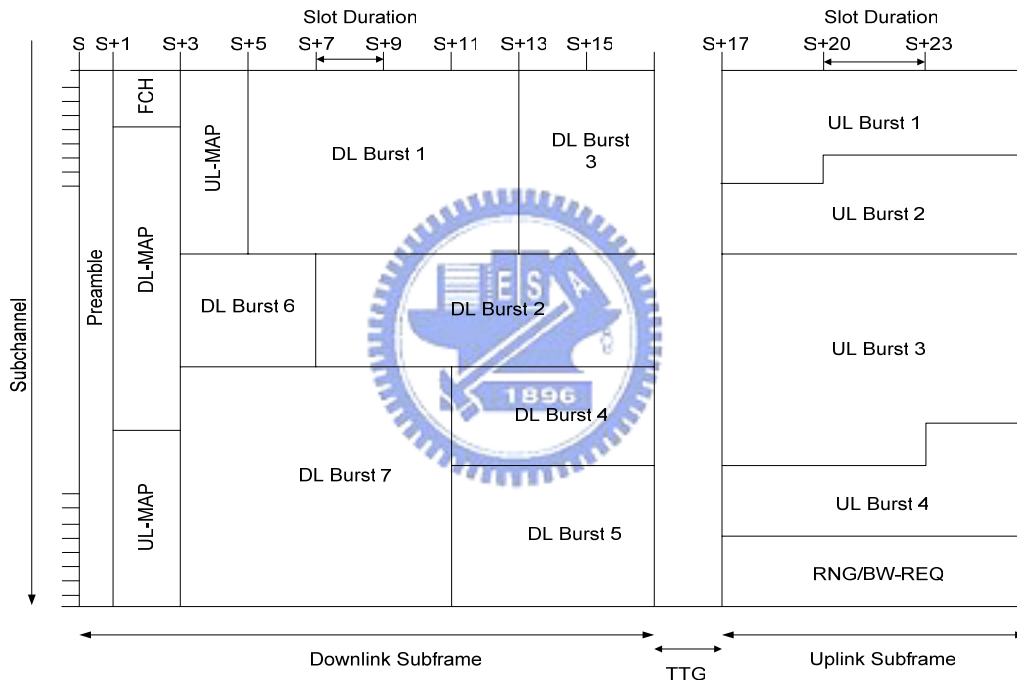 Slot Duration
Slot Duration
S S+1 S+3 S+5 S+7 S+9 S+11 S+13 S+15 S+17 S+20 S+23
FCH
UL-MAP
DL Burst 1
DL Burst
3
UL Burst 1
UL Burst 2
DL-MAP
Preamble
DL Burst 6
DL Burst 2
E S A
UL Burst 3
Subchannel
1896
DL Burst 4
DL Burst 7
UL-MAP
DL Burst 5
UL Burst 4
RNG/BW-REQ
Downlink Subframe
TTG
Uplink Subframe